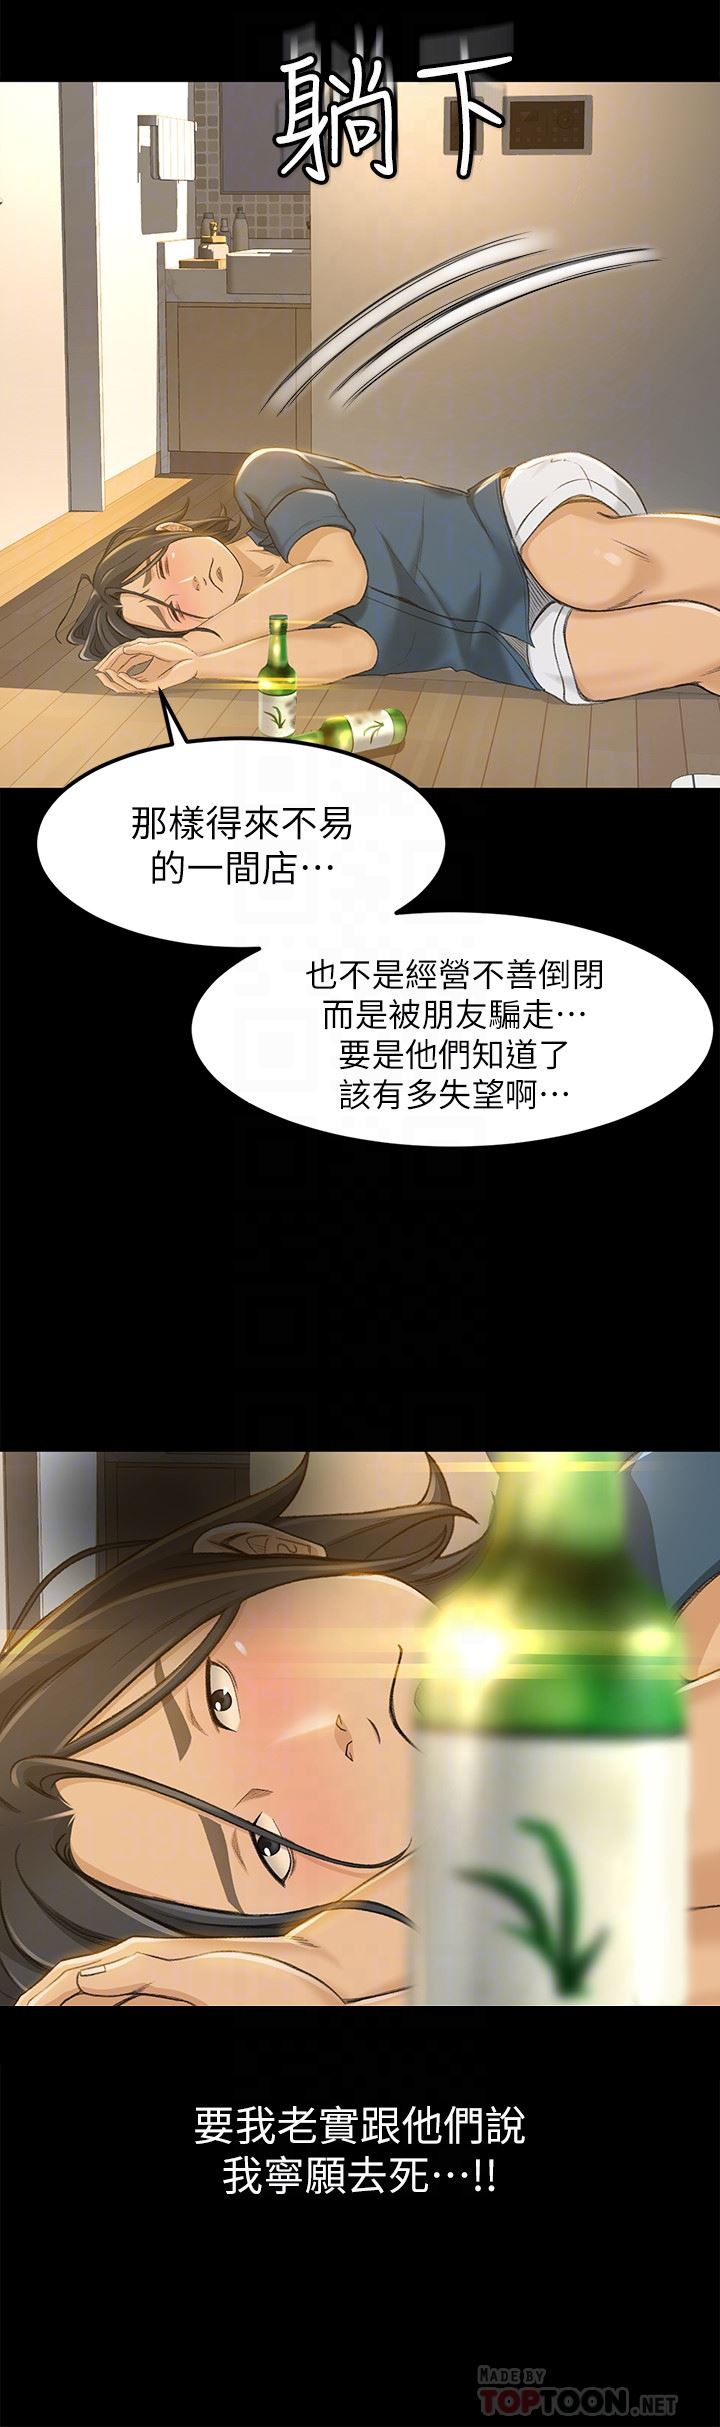 躺下
那樣得來不易
的一間店…
也不是經營不善倒閉
而是被朋友騙走…
要是他們知道了
該有多失望啊…
要我老實跟他們說
我寧願去死…!!
MADE BY
TOPTOON.NET